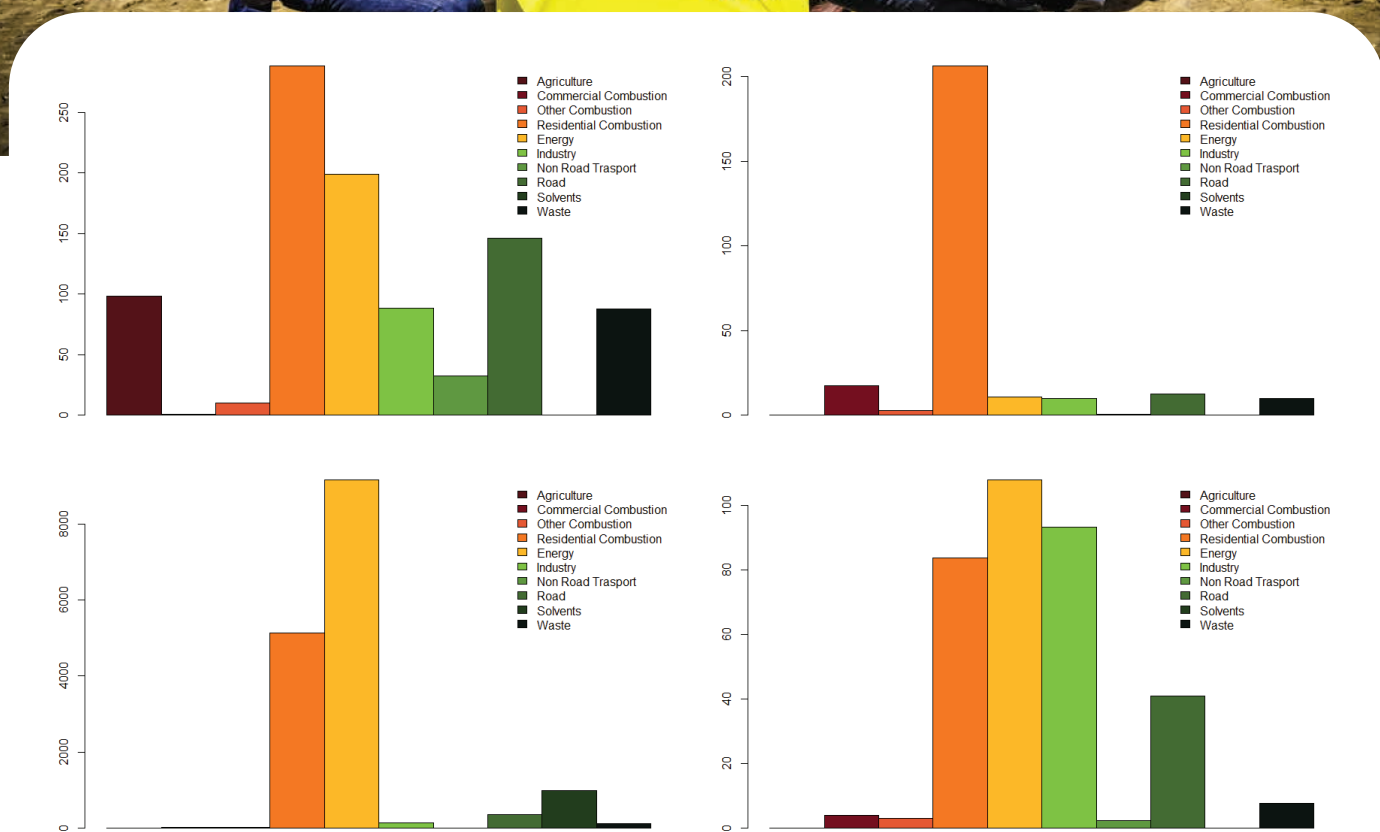 250
200
150
100
50
0
Agriculture
Commercial Combustion
Other Combustion
Residential Combustion
Energy
Industry
Non Road Trasport
Road
Solvents
Waste
200
150
100
50
0
Agriculture
Commercial Combustion
Other Combustion
Residential Combustion
Energy
Industry
Non Road Trasport
Road
Solvents
Waste
8000
6000
4000
2000
0
Agriculture
Commercial Combustion
Other Combustion
Residential Combustion
Energy
Industry
Non Road Trasport
Road
Solvents
Waste
100
80
60
40
20
0
Agriculture
Commercial Combustion
Other Combustion
Residential Combustion
Energy
Industry
Non Road Trasport
Road
Solvents
Waste